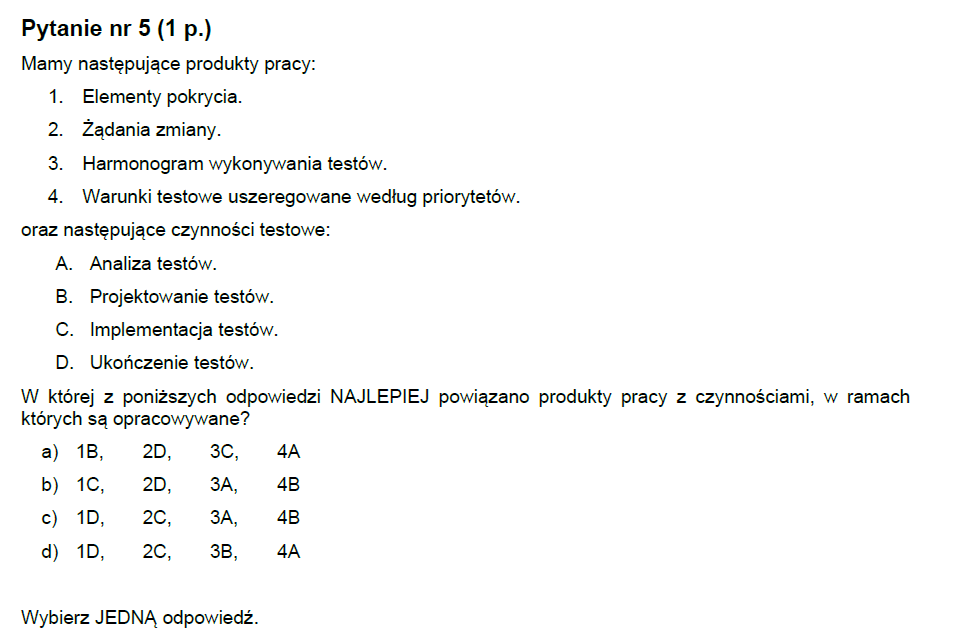 Pytanie nr 5 (1 p.)
Mamy następujące produkty pracy:
1. Elementy pokrycia.
2. Żądania zmiany.
3. Harmonogram wykonywania testów.
4. Warunki testowe uszeregowane według priorytetów.
oraz następujące czynności testowe:
A. Analiza testów.
B. Projektowanie testów.
C. Implementacja testów.
D. Ukończenie testów.
W której z poniższych odpowiedzi NAJLEPIEJ powiązano produkty pracy z czynnościami, w ramach
których są opracowywane?
a) 1B, 2D, 3C, 4A
b) 1C, 2D, 3A, 4B
c) 1D, 2C, 3A, 4B
d) 1D, 2C, 3B, 4A
Wybierz JEDNĄ odpowiedź.